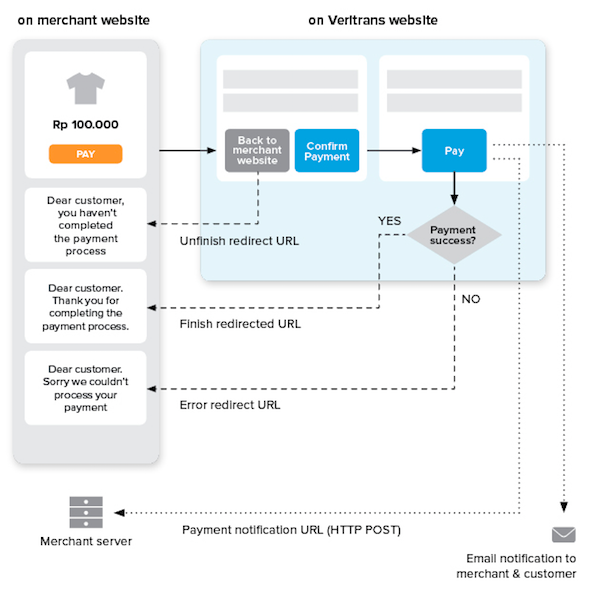 on merchant website
on Veritrans website
Rp 100.000
PAY
Back to
merchant
website
Confirm
Payment
Pay
Dear customer,
you haven't
completed
the payment
process
Unfinish redirect URL
YES
Payment
success?
NO
Dear customer.
Thank you for
completing the
payment process.
Finish redirected URL
Dear customer.
Sorry we couldn't
process your
payment
Error redirect URL
Merchant server
Payment notification URL (HTTP POST)
Email notification to
merchant & customer